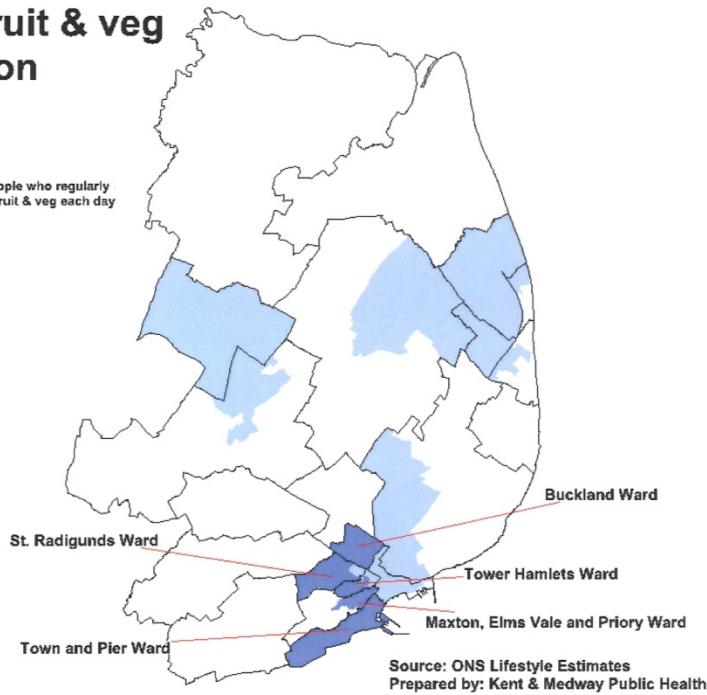 ruit & veg
on
ople who regularly
ruit & veg each day
Buckland Ward
St. Radigunds Ward
Tower Hamlets Ward
Maxton, Elms Vale and Priory Ward
Town and Pier Ward
Source: ONS Lifestyle Estimates
Prepared by: Kent & Medway Public Health